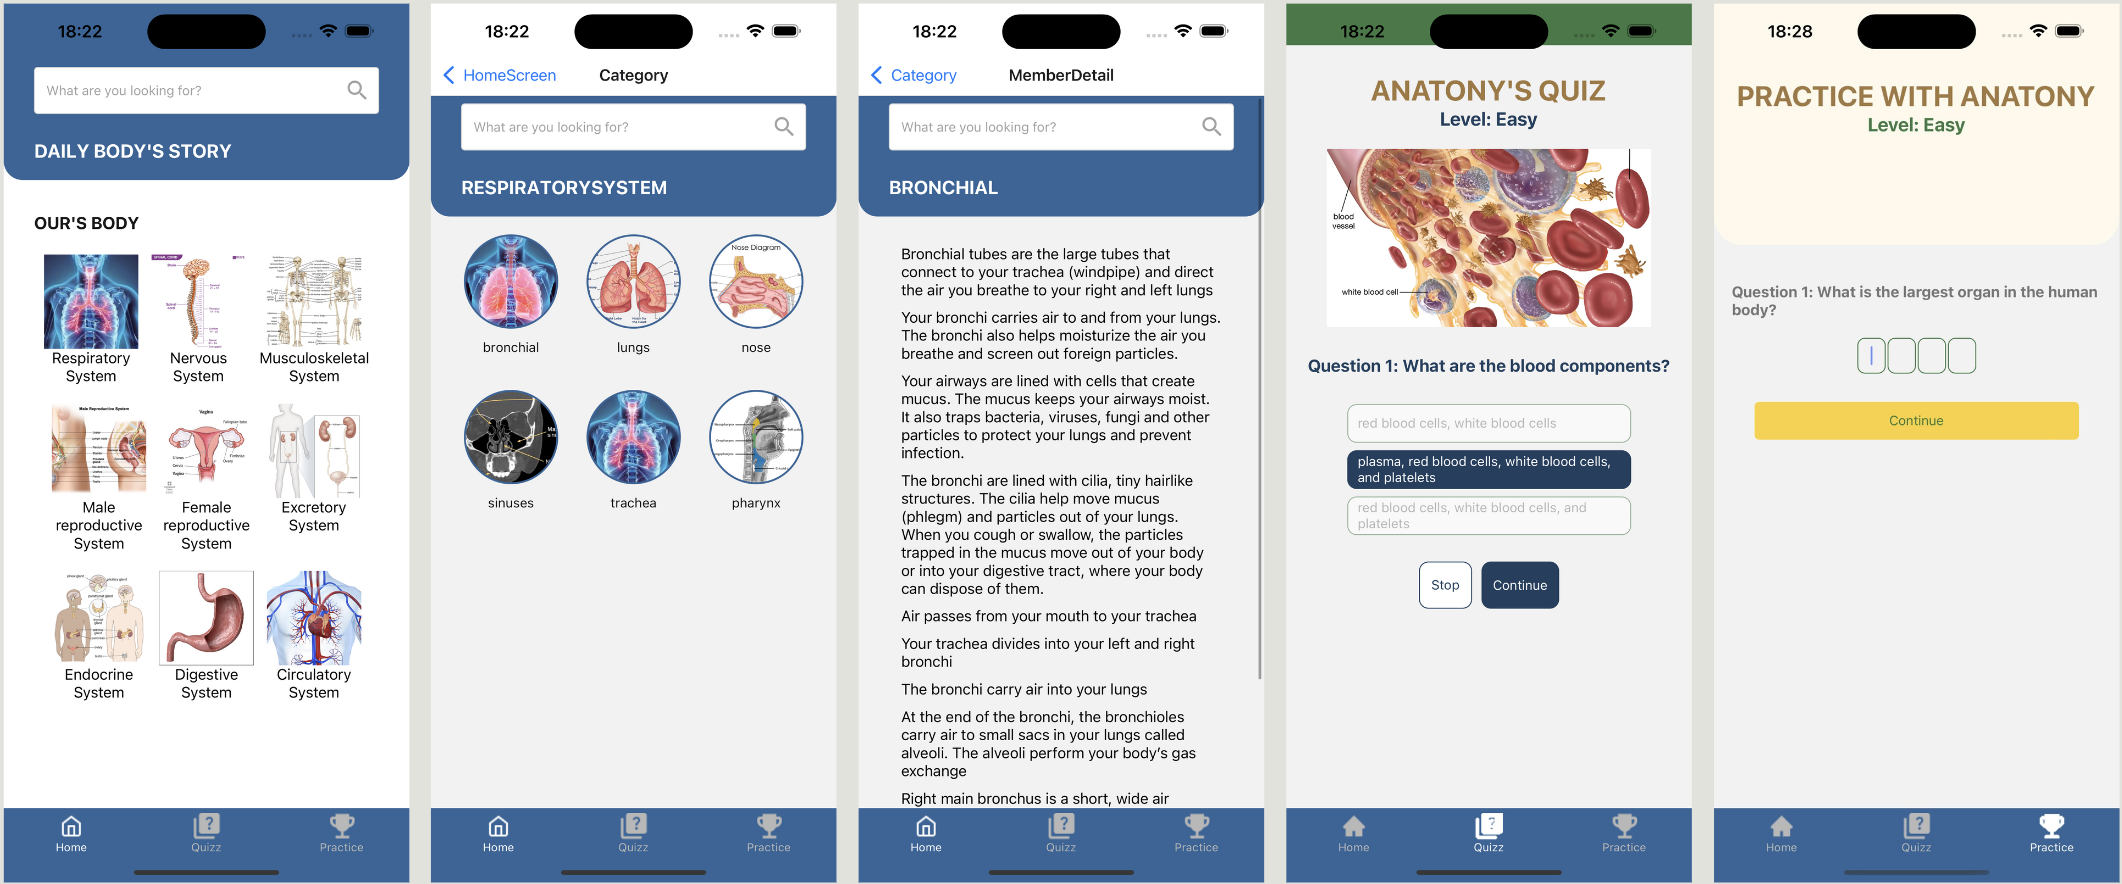 18:22
What are you looking for?
DAILY BODY'S STORY
OUR'S BODY
Respiratory
System
Nervous
System
Musculoskeletal
System
Male Reproductive System
Vagina
Male
reproductive
System
Female
reproductive
System
Excretory
System
Endocrine
System
Digestive
System
Circulatory
System
Home
Quizz
Practice
18:22
HomeScreen
Category
What are you looking for?
RESPIRATORYSYSTEM
Nose Diagram
bronchial
lungs
nose
sinuses
trachea
pharynx
Home
Quizz
Practice
18:22
Category
MemberDetail
What are you looking for?
BRONCHIAL
Bronchial tubes are the large tubes that
connect to your trachea (windpipe) and direct
the air you breathe to your right and left lungs
Your bronchi carries air to and from your lungs.
The bronchi also helps moisturize the air you
breathe and screen out foreign particles.
Your airways are lined with cells that create
mucus. The mucus keeps your airways moist.
It also traps bacteria, viruses, fungi and other
particles to protect your lungs and prevent
infection.
The bronchi are lined with cilia, tiny hairlike
structures. The cilia help move mucus
(phlegm) and particles out of your lungs.
When you cough or swallow, the particles
trapped in the mucus move out of your body
or into your digestive tract, where your body
can dispose of them.
Air passes from your mouth to your trachea
Your trachea divides into your left and right
bronchi
The bronchi carry air into your lungs
At the end of the bronchi, the bronchioles
carry air to small sacs in your lungs called
alveoli. The alveoli perform your body's gas
exchange
Right main bronchus is a short, wide air
Home
Quizz
Practice
18:22
ANATONY'S QUIZ
Level: Easy
blood
vessel
white blood cell
Question 1: What are the blood components?
red blood cells, white blood cells
plasma, red blood cells, white blood cells,
and platelets
red blood cells, white blood cells, and
platelets
Stop
Continue
Home
Quizz
Practice
18:28
PRACTICE WITH ANATONY
Level: Easy
Question 1: What is the largest organ in the human
body?
Continue
Home
Quizz
Practice